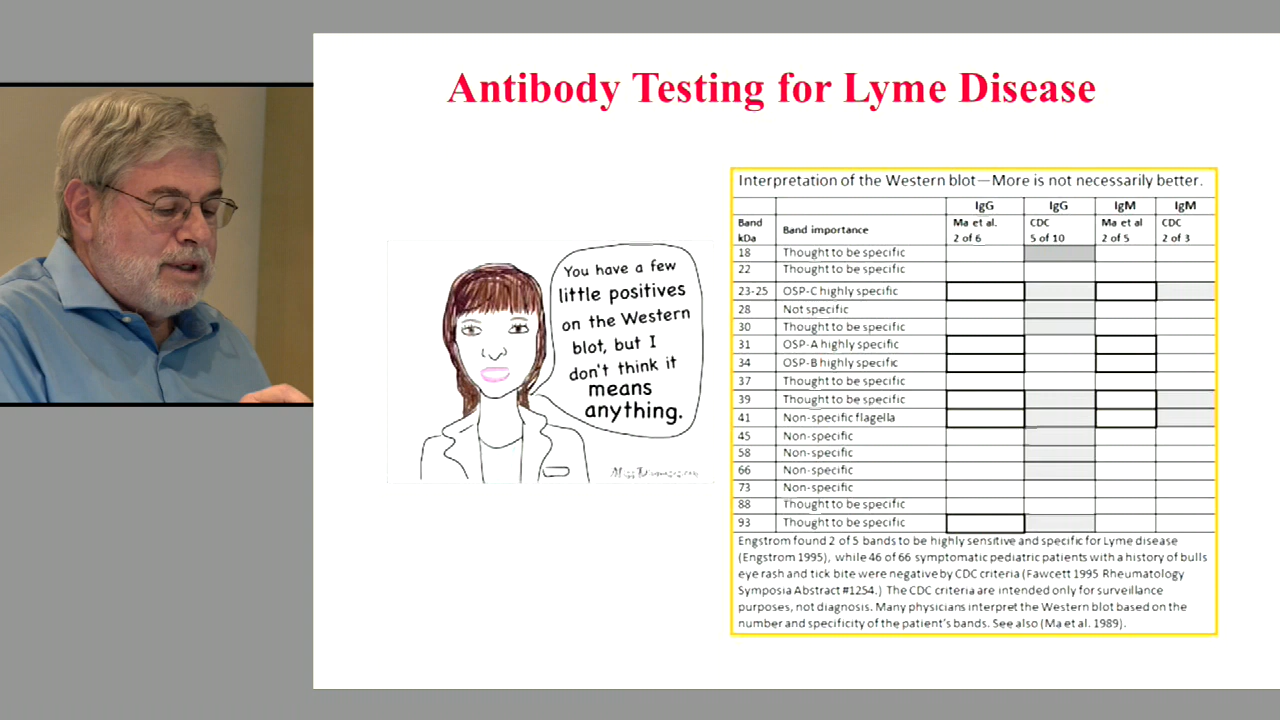 Antibody Testing for Lyme Disease
You have a few
little positives
on the Western
blot, but I
don't think it
means
anything.
Interpretation of the Western blot—More is not necessarily better.
IgG IgG IgM IgM
Band kDa Band importance Ma et al. 2 of 6 CDC 5 of 10 Ma et al 2 of 5 CDC 2 of 3
18 Thought to be specific
22 Thought to be specific
23-25 OSP-C highly specific
28 Not specific
30 Thought to be specific
31 OSP-A highly specific
34 OSP-B highly specific
37 Thought to be specific
39 Thought to be specific
41 Non-specific flagella
45 Non-specific
58 Non-specific
66 Non-specific
73 Non-specific
88 Thought to be specific
93 Thought to be specific
Engstrom found 2 of 5 bands to be highly sensitive and specific for Lyme disease
(Engstrom 1995), while 46 of 66 symptomatic pediatric patients with a history of bulls
eye rash and tick bite were negative by CDC criteria (Fawcett 1995 Rheumatology
Symposia Abstract #1254.) The CDC criteria are intended only for surveillance
purposes, not diagnosis. Many physicians interpret the Western blot based on the
number and specificity of the patient's bands. See also (Ma et al. 1989).